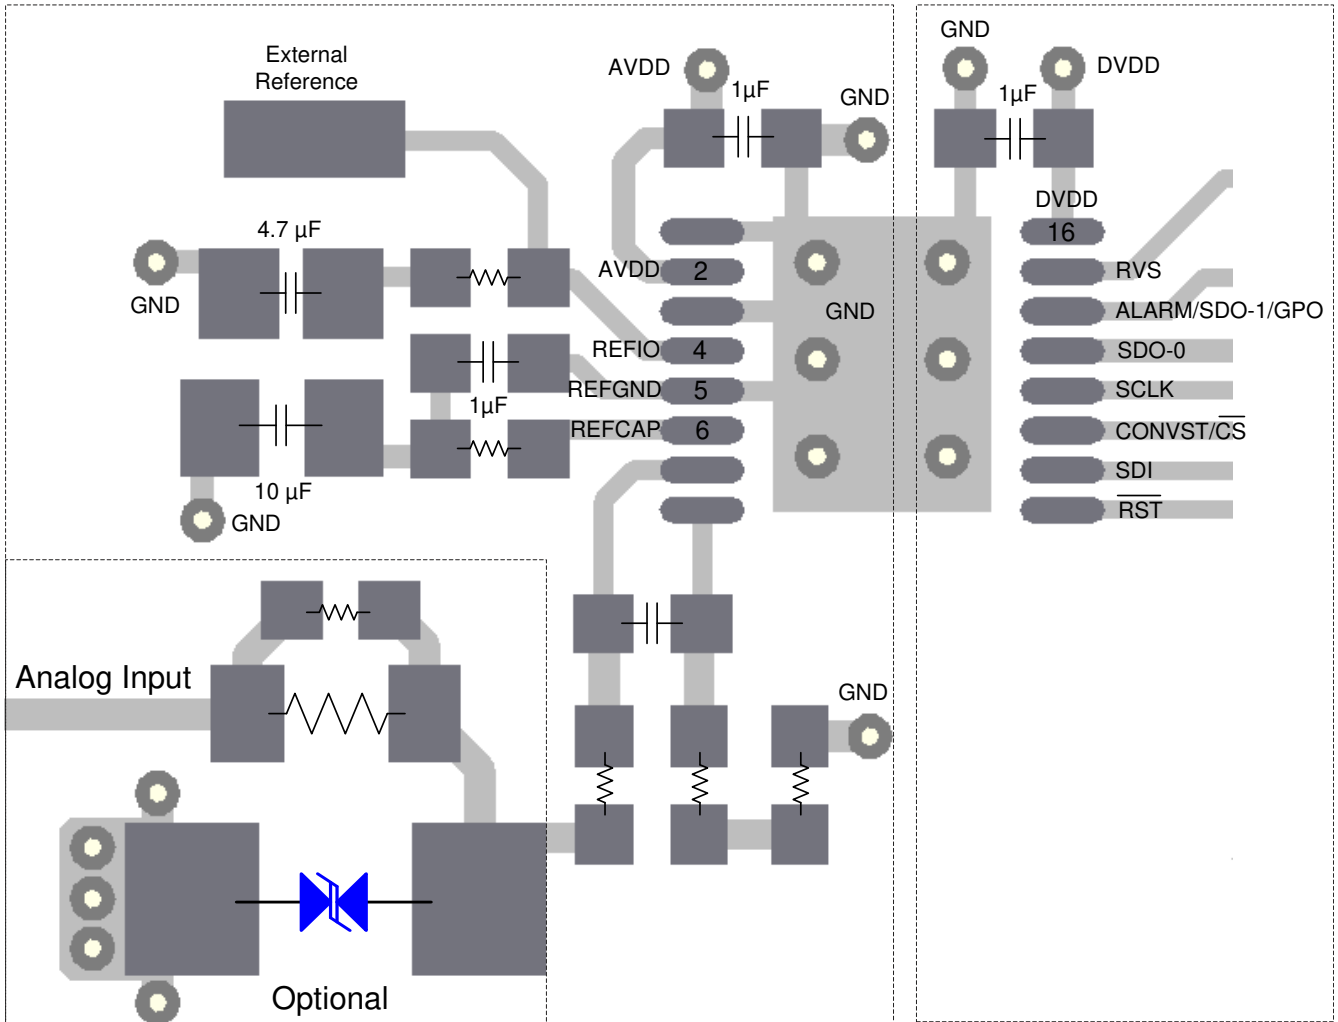 External
Reference
AVDD
1µF
GND
GND
DVDD
1µF
4.7 µF
GND
AVDD
2
GND
REFIO
4
REFGND
5
1µF
REFCAP
6
10 µF
GND
DVDD
16
RVS
ALARM/SDO-1/GPO
SDO-0
SCLK
CONVST/C̅S̅
SDI
R̅S̅T̅
Analog Input
GND
Optional